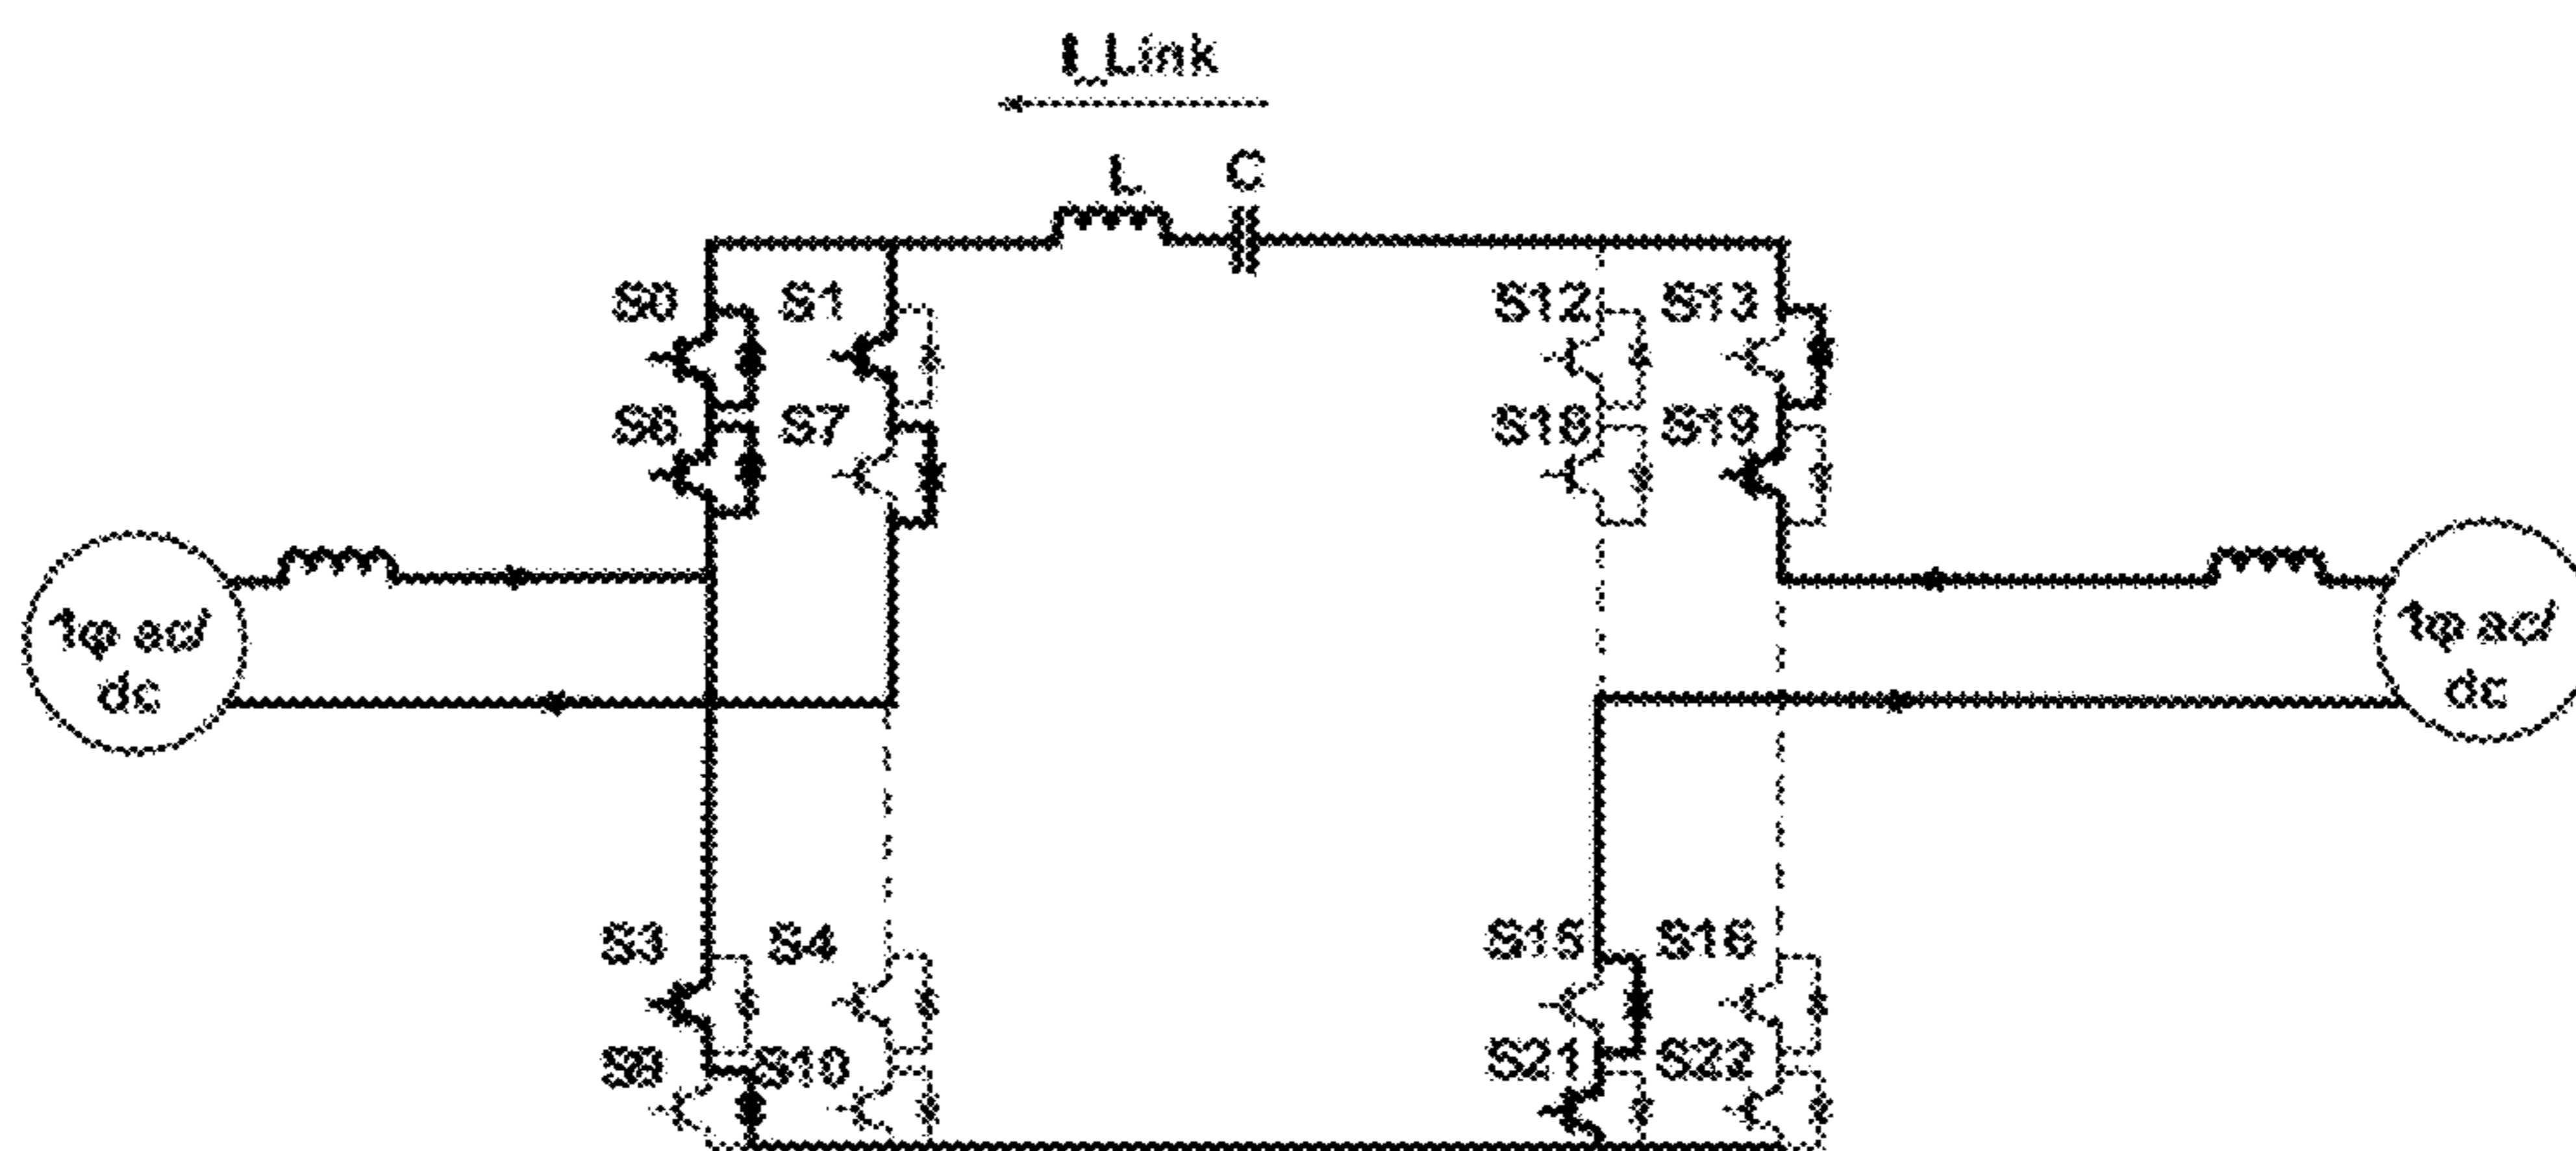 I_Link
L C
S0 S1 S12 S13
S6 S7 S18 S19
1φ ac/ 1φ ac/
dc dc
S3 S4 S15 S16
S9 S10 S21 S22